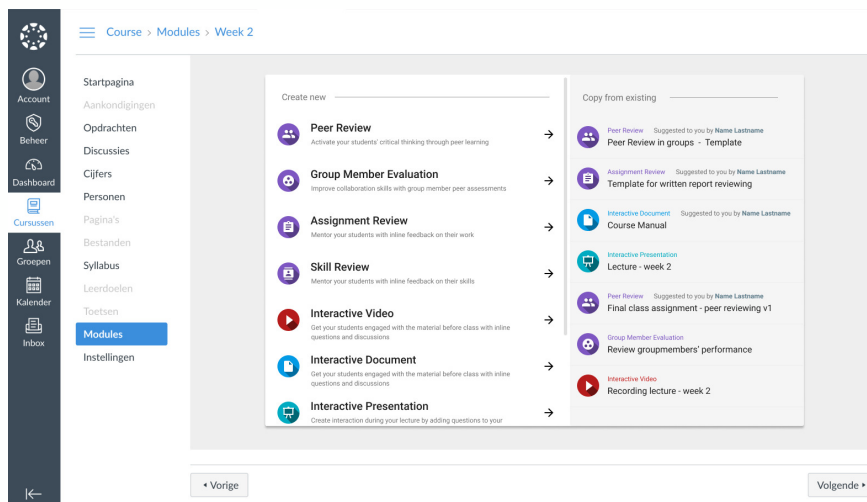 Course > Modules > Week 2
Account
Beheer
Dashboard
Cursussen
Groepen
Kalender
Inbox
Startpagina
Aankondigingen
Opdrachten
Discussies
Cijfers
Personen
Pagina's
Bestanden
Syllabus
Leerdoelen
Toetsen
Modules
Instellingen
Create new
Peer Review
Activate your students' critical thinking through peer learning
Group Member Evaluation
Improve collaboration skills with group member peer assessments
Assignment Review
Mentor your students with inline feedback on their work
Skill Review
Mentor your students with inline feedback on their skills
Interactive Video
Get your students engaged with the material before class with inline
questions and discussions
Interactive Document
Get your students engaged with the material before class with inline
questions and discussions
Interactive Presentation
Create interaction during your lecture by adding questions to your
Copy from existing
Peer Review Suggested to you by Name Lastname
Peer Review in groups - Template
Assignment Review Suggested to you by Name Lastname
Template for written report reviewing
Interactive Document Suggested to you by Name Lastname
Course Manual
Interactive Presentation
Lecture - week 2
Peer Review Suggested to you by Name Lastname
Final class assignment - peer reviewing v1
Group Member Evaluation
Review groupmembers' performance
Interactive Video
Recording lecture - week 2
Vorige
Volgende